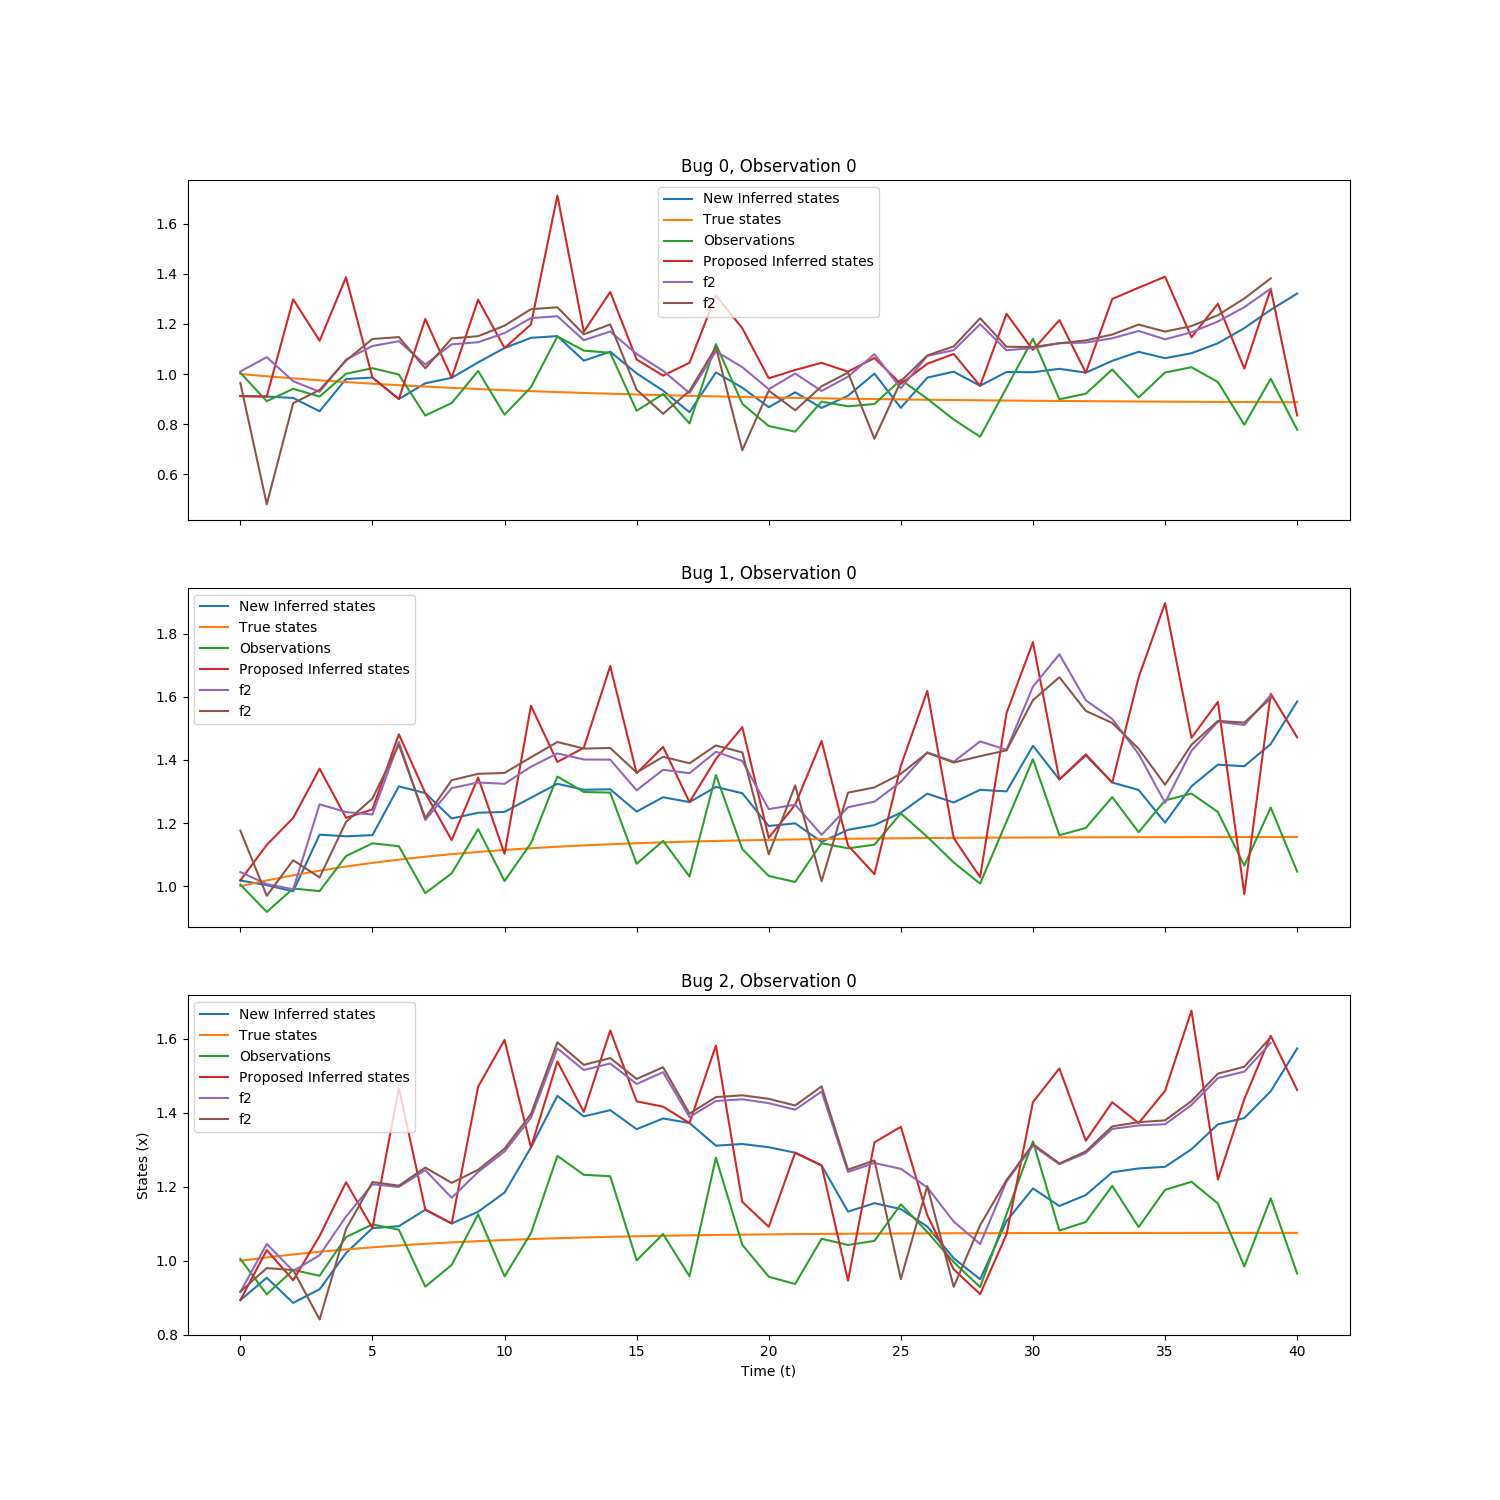 Bug 0, Observation 0
New Inferred states
True states
Observations
Proposed Inferred states
f2
f2
1.6
1.4
1.2
1.0
0.8
0.6
Bug 1, Observation 0
New Inferred states
True states
Observations
Proposed Inferred states
f2
f2
1.8
1.6
1.4
1.2
1.0
Bug 2, Observation 0
New Inferred states
True states
Observations
Proposed Inferred states
f2
f2
1.6
1.4
1.2
1.0
0.8
States (x)
0 5 10 15 20 25 30 35 40
Time (t)